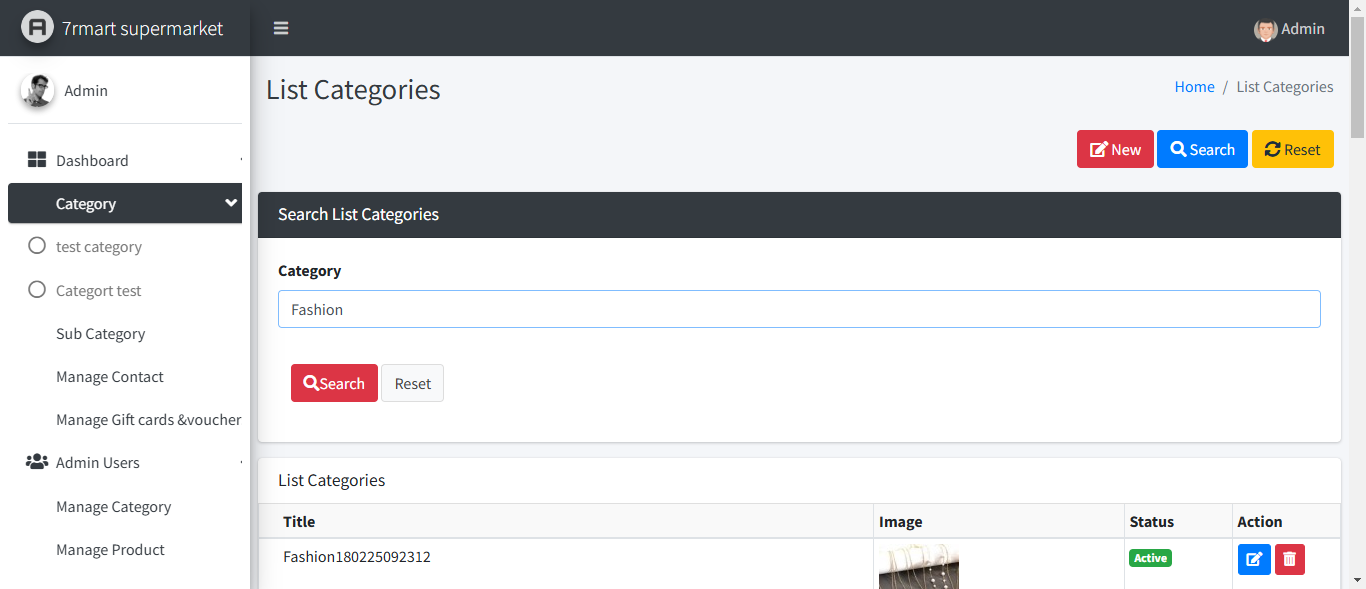 7rmart supermarket
Admin
Admin
List Categories
Home / List Categories
New Search Reset
Dashboard
Category
test category
Categort test
Sub Category
Manage Contact
Manage Gift cards &voucher
Admin Users
Manage Category
Manage Product
Search List Categories
Category
Fashion
Search Reset
List Categories
Title Image Status Action
Fashion180225092312 Active